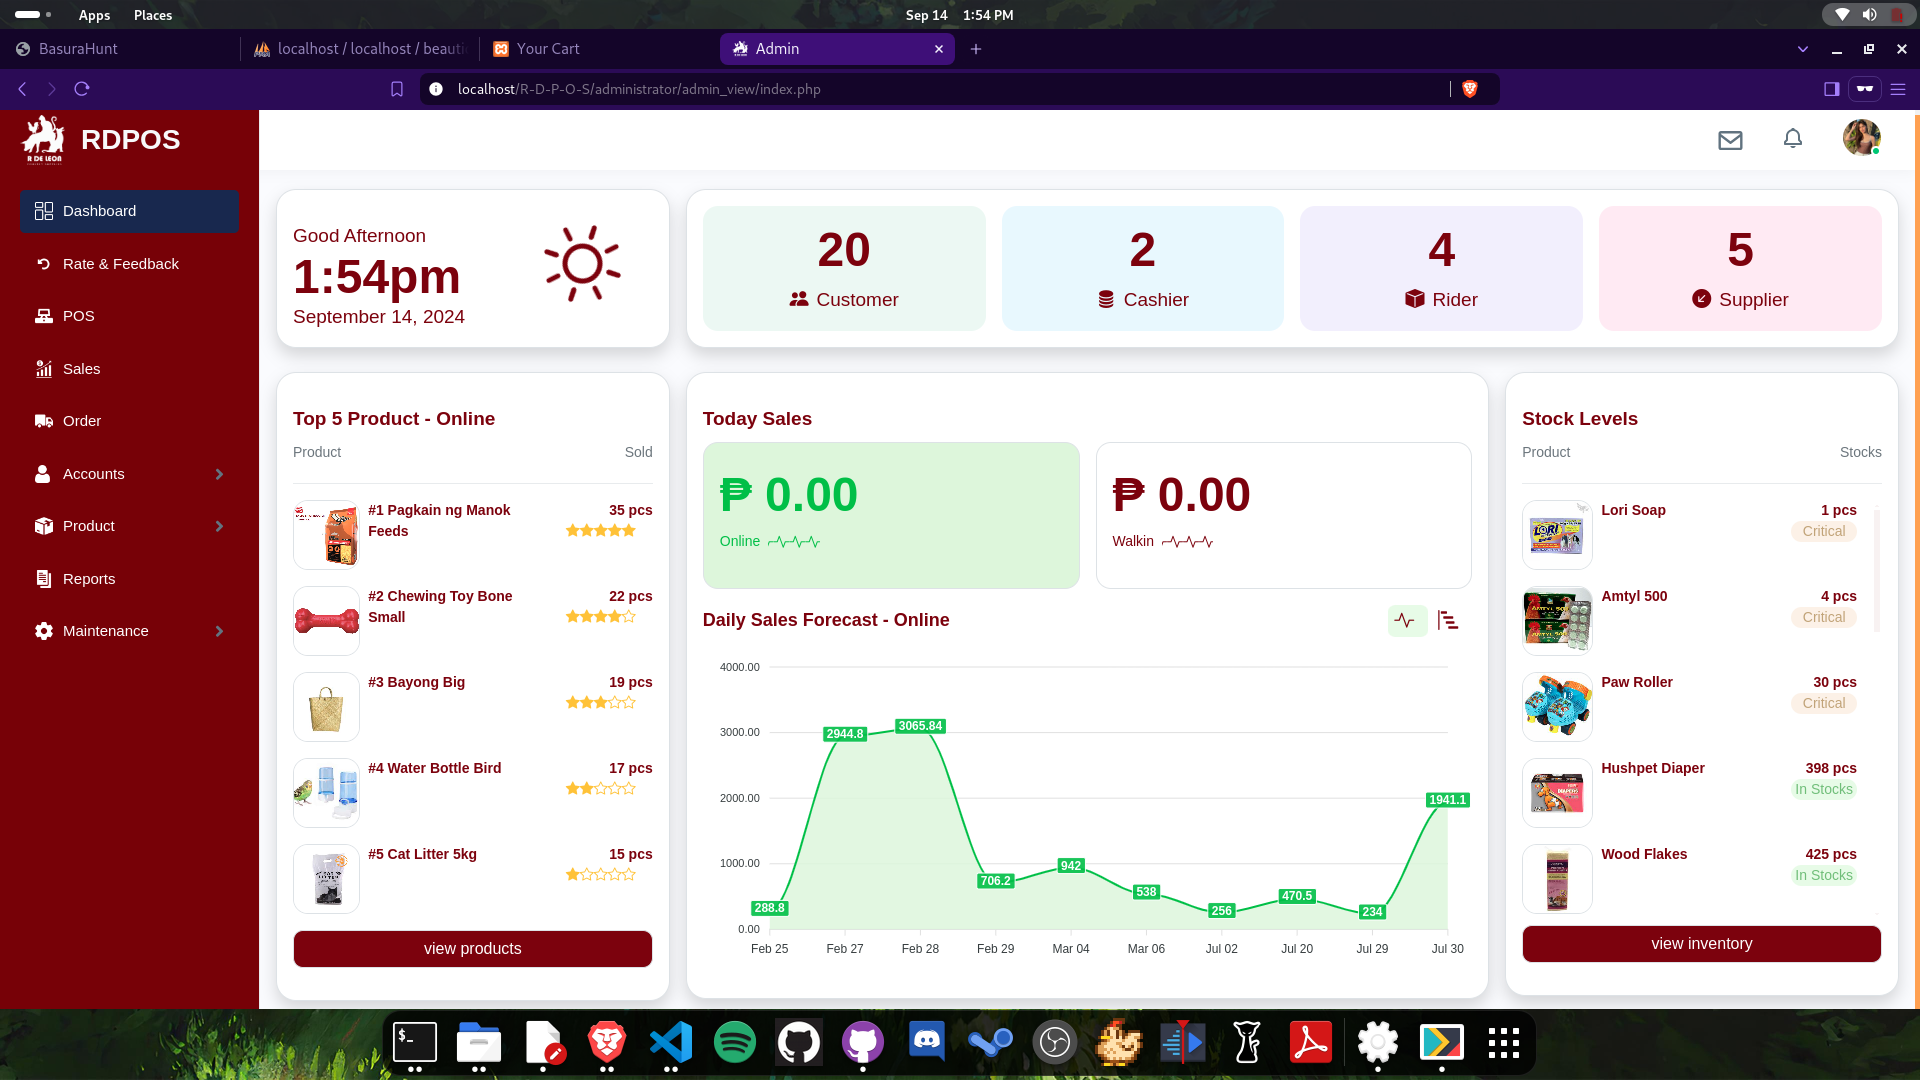 Apps Places Sep 14 1:54 PM
BasuraHunt localhost / localhost / beauti Your Cart Admin
localhost/R-D-P-O-S/administrator/admin_view/index.php
R DE LEON
RDPOS
Dashboard
Rate & Feedback
POS
Sales
Order
Accounts
Product
Reports
Maintenance
Good Afternoon
1:54pm
September 14, 2024
20
Customer
2
Cashier
4
Rider
5
Supplier
Top 5 Product - Online
Product Sold
#1 Pagkain ng Manok Feeds 35 pcs
#2 Chewing Toy Bone Small 22 pcs
#3 Bayong Big 19 pcs
#4 Water Bottle Bird 17 pcs
#5 Cat Litter 5kg 15 pcs
view products
Today Sales
₱ 0.00
Online
₱ 0.00
Walkin
Daily Sales Forecast - Online
4000.00
3000.00
2000.00
1000.00
0.00
288.8
2944.8
3065.84
706.2
942
538
256
470.5
234
1941.1
Feb 25 Feb 27 Feb 28 Feb 29 Mar 04 Mar 06 Jul 02 Jul 20 Jul 29 Jul 30
Stock Levels
Product Stocks
Lori Soap 1 pcs
Critical
Amtyl 500 4 pcs
Critical
Paw Roller 30 pcs
Critical
Hushpet Diaper 398 pcs
In Stocks
Wood Flakes 425 pcs
In Stocks
view inventory